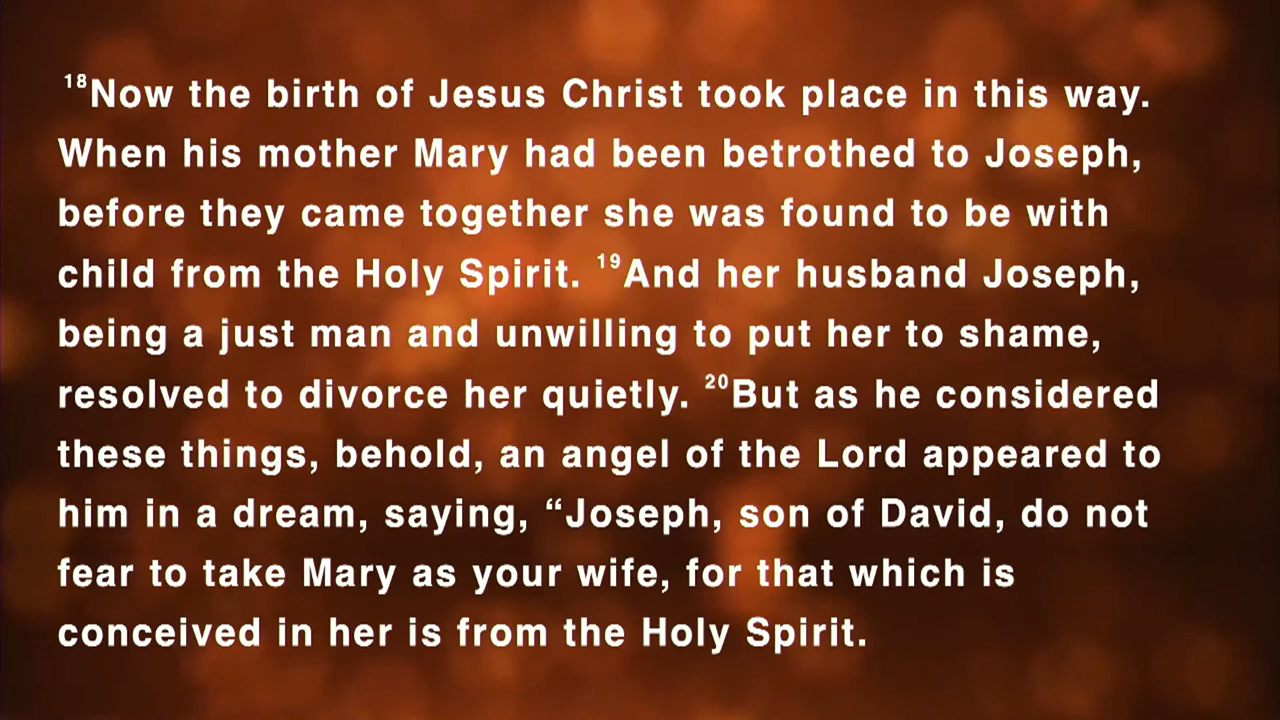 18Now the birth of Jesus Christ took place in this way.
When his mother Mary had been betrothed to Joseph,
before they came together she was found to be with
child from the Holy Spirit. 19And her husband Joseph,
being a just man and unwilling to put her to shame,
resolved to divorce her quietly. 20But as he considered
these things, behold, an angel of the Lord appeared to
him in a dream, saying, “Joseph, son of David, do not
fear to take Mary as your wife, for that which is
conceived in her is from the Holy Spirit.